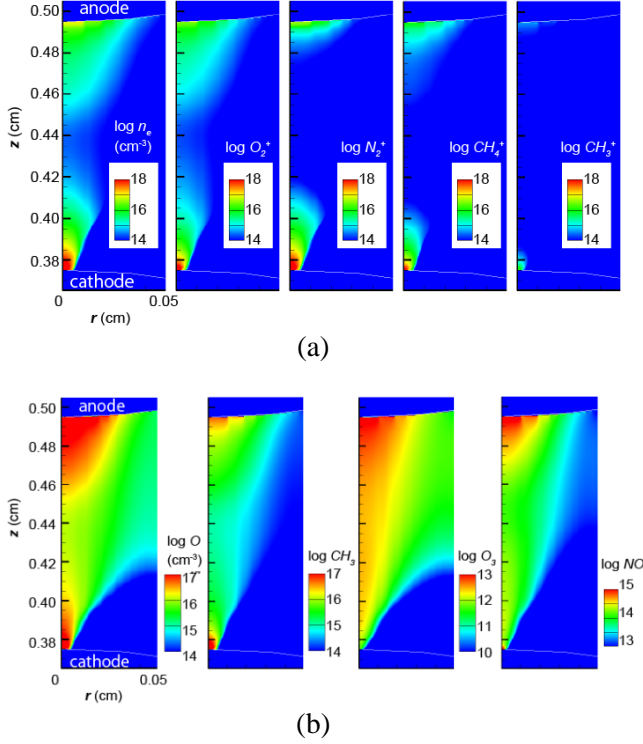 0.50
anode
0.48
0.46
0.44
0.42
0.40
0.38
z (cm)
log nₑ
(cm⁻³)
18
16
14
log O₂⁺
18
16
14
log N₂⁺
18
16
14
log CH₄⁺
18
16
14
log CH₃⁺
18
16
14
cathode
0
0.05
r (cm)
(a)
0.50
anode
0.48
0.46
0.44
0.42
0.40
0.38
z (cm)
log O
(cm⁻³)
17
16
15
14
log CH₃
17
16
15
14
log O₃
13
12
11
10
log NO
15
14
13
cathode
0
0.05
r (cm)
(b)